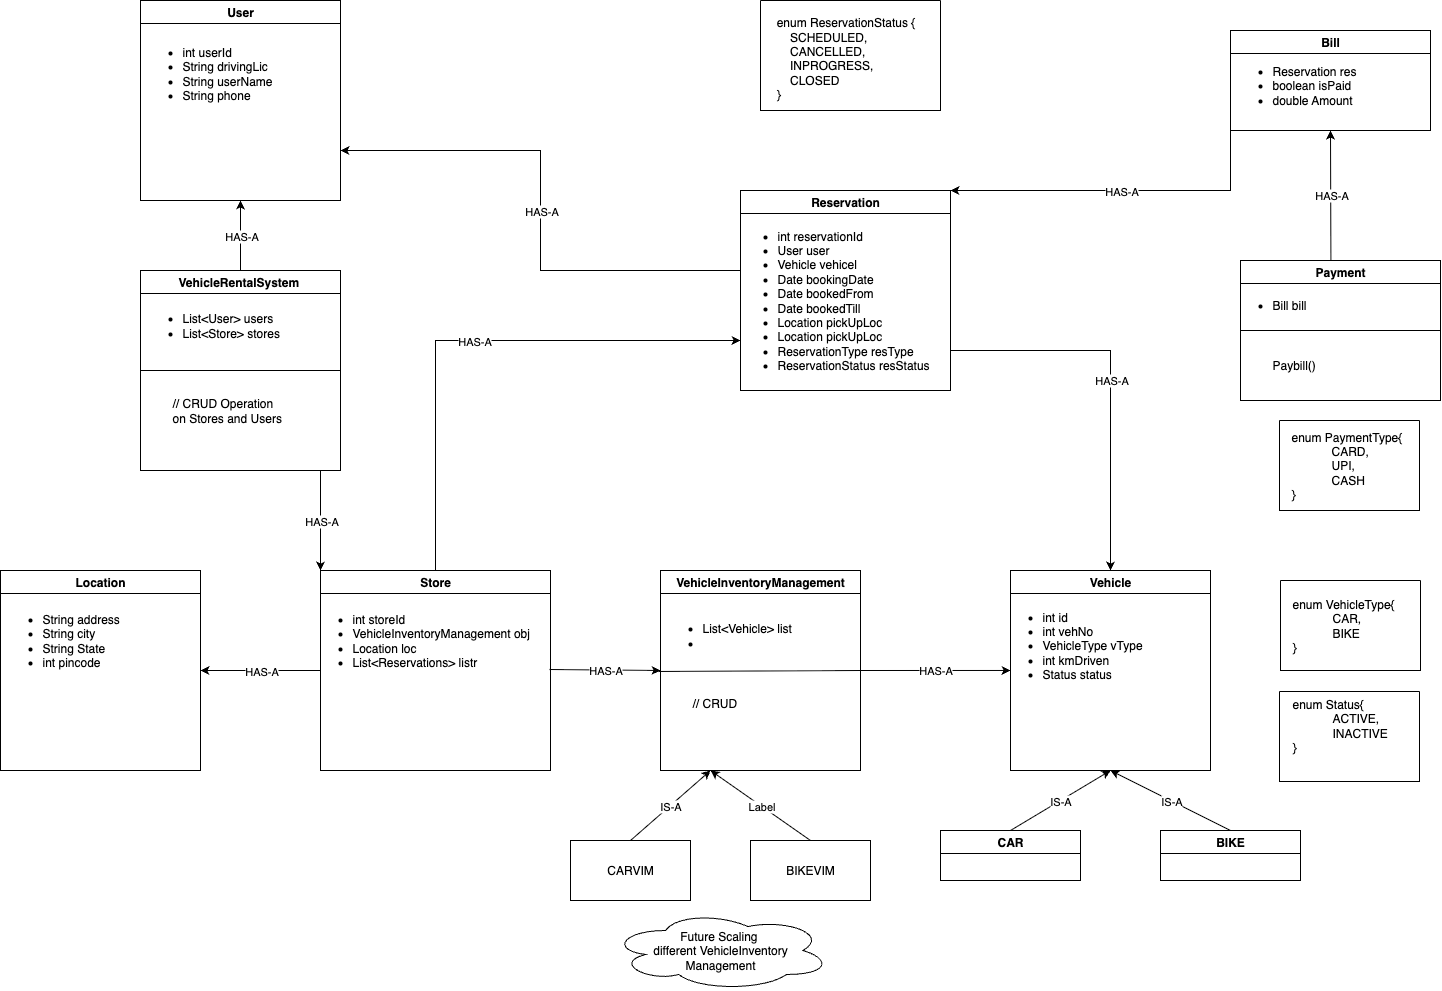 User
int userId
String drivingLic
String userName
String phone
enum ReservationStatus {
SCHEDULED,
CANCELLED,
INPROGRESS,
CLOSED
}
Bill
Reservation res
boolean isPaid
double Amount
HAS-A
HAS-A
HAS-A
HAS-A
VehicleRentalSystem
List<User> users
List<Store> stores
// CRUD Operation
on Stores and Users
Reservation
int reservationId
User user
Vehicle vehicel
Date bookingDate
Date bookedFrom
Date bookedTill
Location pickUpLoc
Location pickUpLoc
ReservationType resType
ReservationStatus resStatus
Payment
Bill bill
Paybill()
HAS-A
HAS-A
enum PaymentType{
CARD,
UPI,
CASH
}
HAS-A
Location
String address
String city
String State
int pincode
HAS-A
Store
int storeId
VehicleInventoryManagement obj
Location loc
List<Reservations> listr
HAS-A
VehicleInventoryManagement
List<Vehicle> list
// CRUD
HAS-A
Vehicle
int id
int vehNo
VehicleType vType
int kmDriven
Status status
enum VehicleType{
CAR,
BIKE
}
enum Status{
ACTIVE,
INACTIVE
}
IS-A
Label
IS-A
IS-A
CARVIM
BIKEVIM
CAR
BIKE
Future Scaling
different VehicleInventory
Management